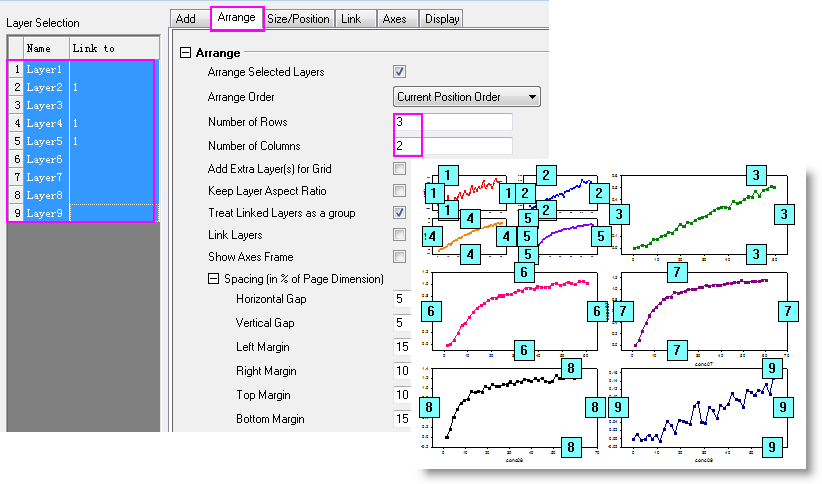 Layer Selection
Name Link to
1 Layer1
2 Layer2 1
3 Layer3
4 Layer4 1
5 Layer5 1
6 Layer6
7 Layer7
8 Layer8
9 Layer9
Add Arrange Size/Position Link Axes Display
Arrange
Arrange Selected Layers
Arrange Order Current Position Order
Number of Rows 3
Number of Columns 2
Add Extra Layer(s) for Grid
Keep Layer Aspect Ratio
Treat Linked Layers as a group
Link Layers
Show Axes Frame
Spacing (in % of Page Dimension)
Horizontal Gap 5
Vertical Gap 5
Left Margin 15
Right Margin 10
Top Margin 10
Bottom Margin 15
1 2 3
1 1 2 2
1 2 3 3
4 5
4 4 5 5
4 5 3
6 7
6 6 7 7
6 7
8 9
8 8 9 9
8 9